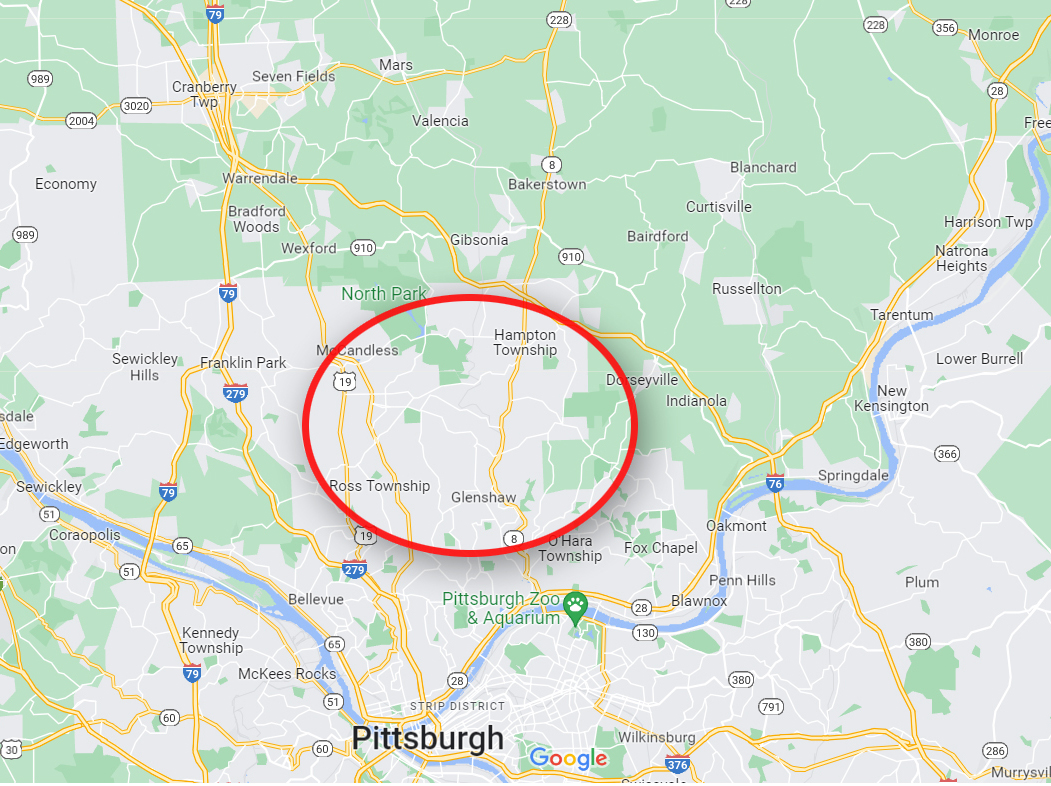 79
228
228
228
356
Monroe
Mars
Seven Fields
989
Cranberry
Twp
28
3020
2004
Valencia
Free
8
Blanchard
Economy
Warrendale
Bakerstown
Bradford
Woods
Curtisville
Harrison Twp
989
Wexford
910
Gibsonia
Bairdford
910
Natrona
Heights
79
North Park
Russellton
Tarentum
Hampton
Township
McCandless
Sewickley
Hills
Franklin Park
Lower Burrell
19
Dorseyville
279
Indianola
New
Kensington
sdale
Edgeworth
366
Sewickley
79
Ross Township
Glenshaw
76
Springdale
51
Coraopolis
19
8
Oakmont
65
on
O'Hara
Township
Fox Chapel
51
279
Penn Hills
Plum
Bellevue
Pittsburgh Zoo
& Aquarium
28
Blawnox
130
Kennedy
Township
65
380
79
McKees Rocks
28
380
51
STRIP DISTRICT
791
60
Pittsburgh
Wilkinsburg
30
60
Google
376
286
Murrysvil